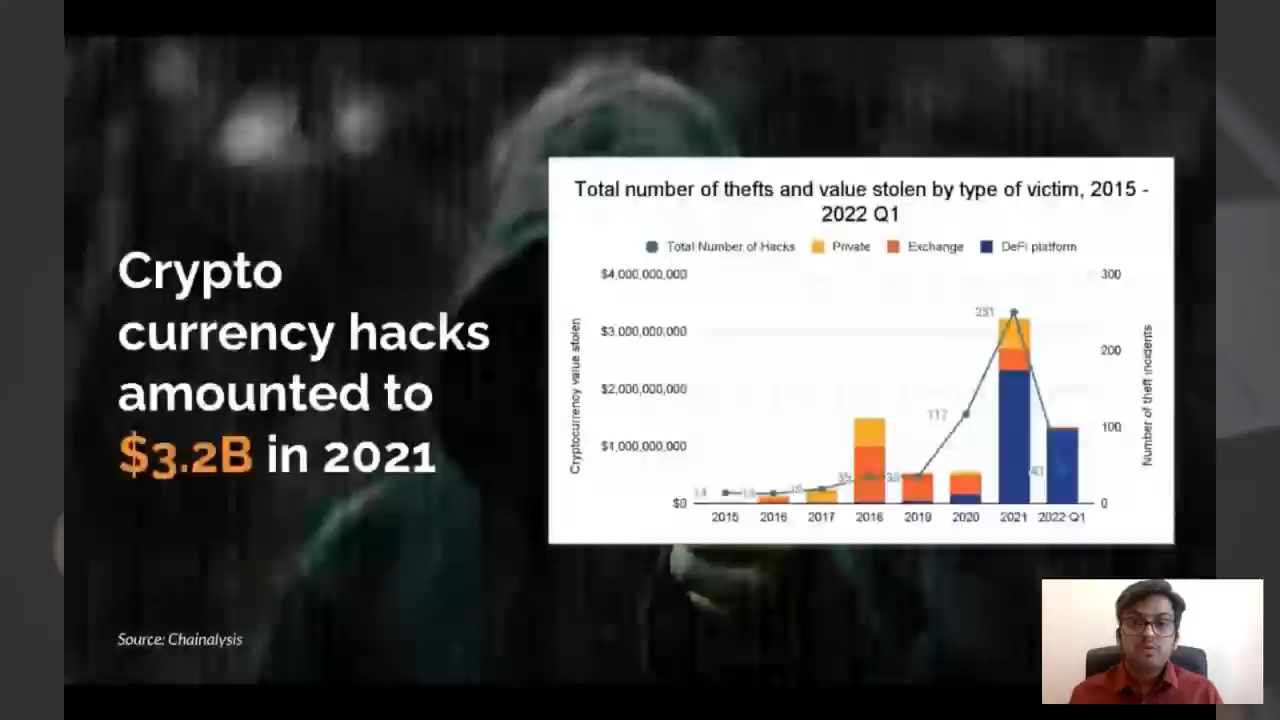 Crypto
currency hacks
amounted to
$3.2B in 2021
Source: Chainalysis
Total number of thefts and value stolen by type of victim, 2015 -
2022 Q1
Total Number of Hacks Private Exchange DeFi platform
Cryptocurrency value stolen
$4,000,000,000
$3,000,000,000
$2,000,000,000
$1,000,000,000
$0
117
2015 2016 2017 2018 2019 2020 2021 2022 Q1
300
200
100
0
Number of theft incidents